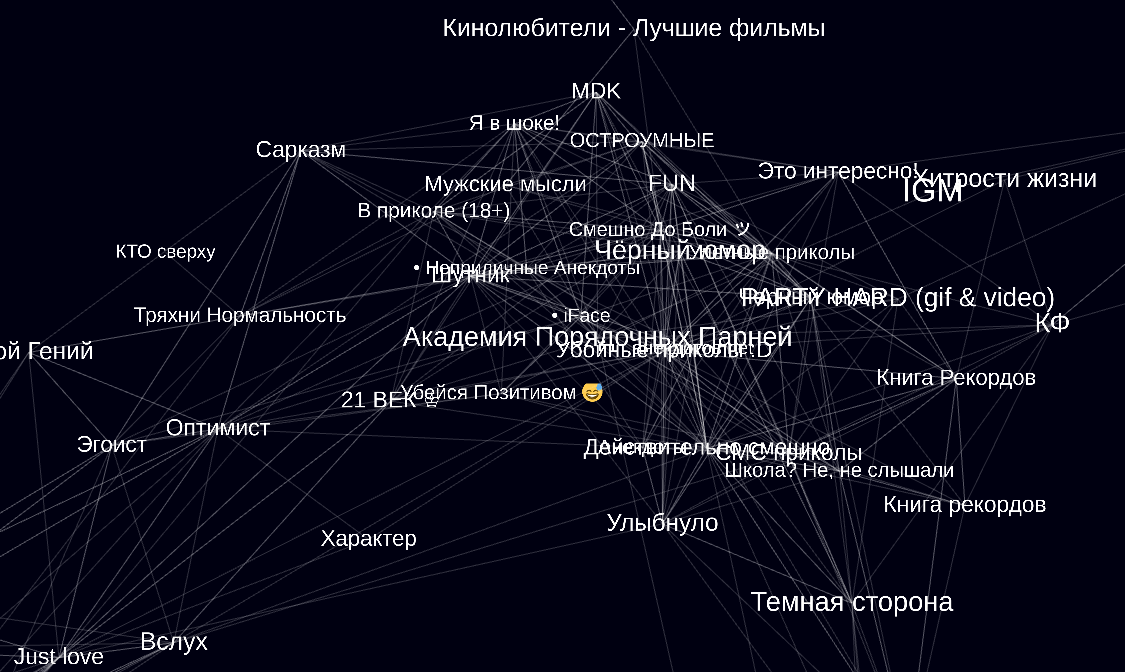 Кинолюбители - Лучшие фильмы
MDK
Я в шоке!
ОСТРОУМНЫЕ
Сарказм
Это интересно!
Хитрости жизни
IGM
Мужские мысли
FUN
В приколе (18+)
Смешно До Боли ツ
КТО сверху
Чёрный юмор
приколы
• Неприличные Анекдоты
Шутник
PARTY HARD (gif & video)
Тряхни Нормальность
• iFace
КФ
Академия Порядочных Парней
Убойные приколы :D
ой Гений
Книга Рекордов
Убейся Позитивом 😅
21 ВЕК
Оптимист
Эгоист
Действительно смешно
СМС приколы
Школа? Не, не слышали
Книга рекордов
Улыбнуло
Характер
Темная сторона
Вслух
Just love